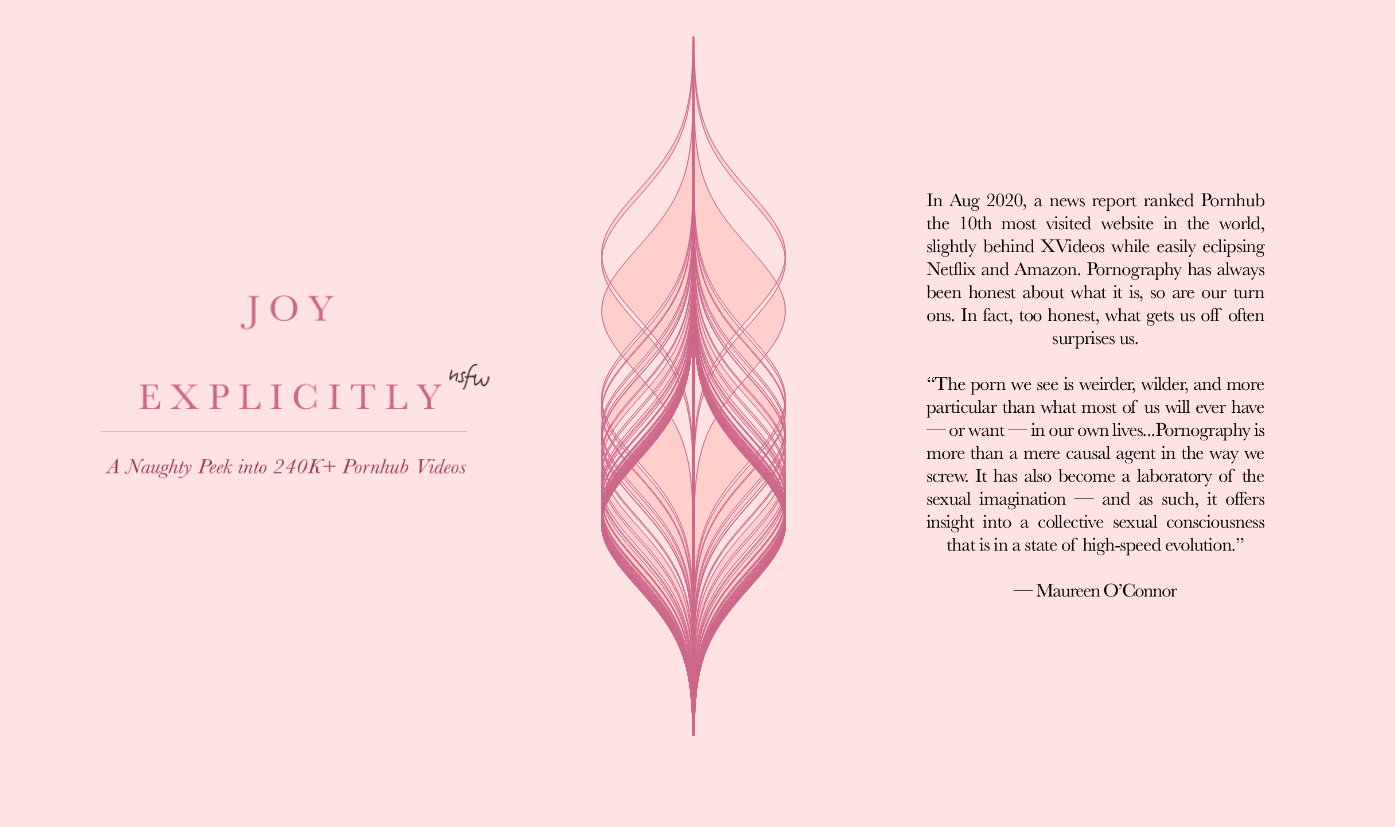 JOY
EXPLICITLY nsfw
A Naughty Peek into 240K+ Pornhub Videos
In Aug 2020, a news report ranked Pornhub
the 10th most visited website in the world,
slightly behind XVideos while easily eclipsing
Netflix and Amazon. Pornography has always
been honest about what it is, so are our turn
ons. In fact, too honest, what gets us off often
surprises us.
“The porn we see is weirder, wilder, and more
particular than what most of us will ever have
— or want — in our own lives...Pornography is
more than a mere causal agent in the way we
screw. It has also become a laboratory of the
sexual imagination — and as such, it offers
insight into a collective sexual consciousness
that is in a state of high-speed evolution.”
— Maureen O’Connor